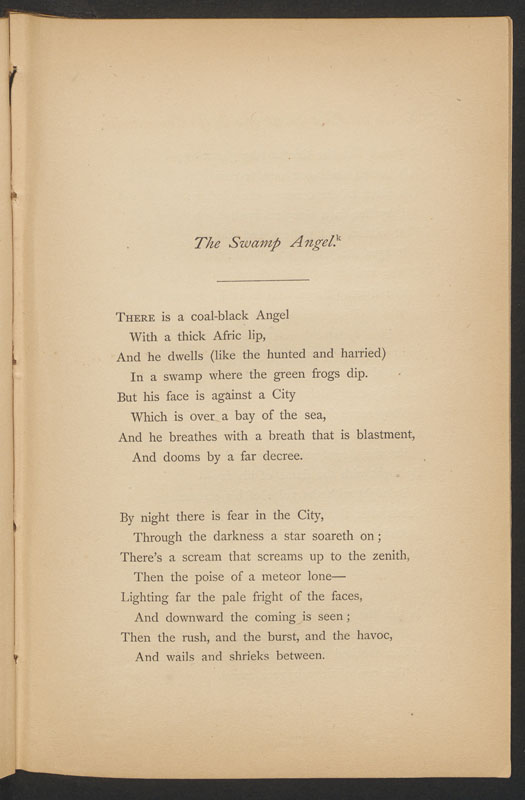 The Swamp Angel.k
THERE is a coal-black Angel
With a thick Afric lip,
And he dwells (like the hunted and harried)
In a swamp where the green frogs dip.
But his face is against a City
Which is over a bay of the sea,
And he breathes with a breath that is blastment,
And dooms by a far decree.
By night there is fear in the City,
Through the darkness a star soareth on;
There's a scream that screams up to the zenith,
Then the poise of a meteor lone—
Lighting far the pale fright of the faces,
And downward the coming is seen;
Then the rush, and the burst, and the havoc,
And wails and shrieks between.